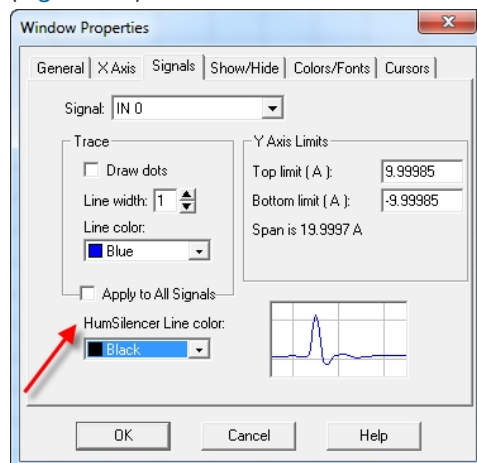 Window Properties
General X Axis Signals Show/Hide Colors/Fonts Cursors
Signal: IN 0
Trace
Draw dots
Line width: 1
Line color:
Blue
Apply to All Signals
HumSilencer Line color:
Black
Y Axis Limits
Top limit ( A ): 9.99985
Bottom limit ( A ): -9.99985
Span is 19.9997 A
OK Cancel Help